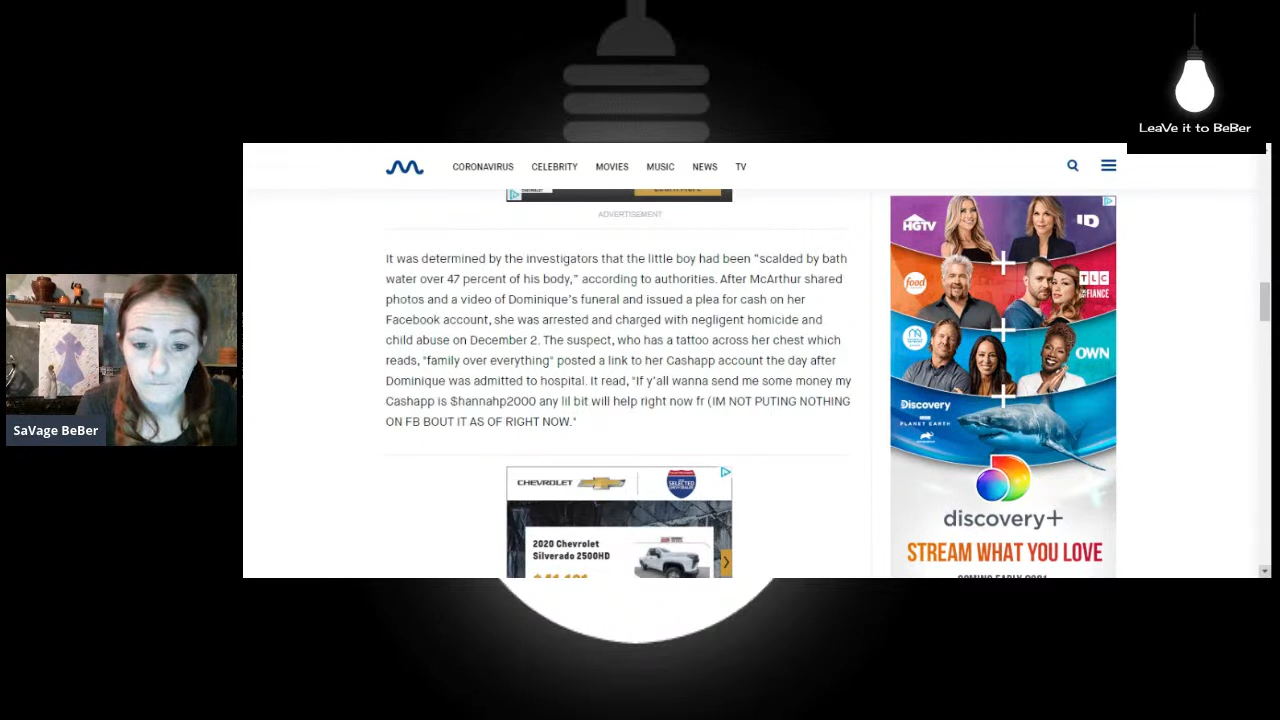 LeaVe it to BeBer
CORONAVIRUS CELEBRITY MOVIES MUSIC NEWS TV
ADVERTISEMENT
It was determined by the investigators that the little boy had been "scalded by bath
water over 47 percent of his body," according to authorities. After McArthur shared
photos and a video of Dominique's funeral and issued a plea for cash on her
Facebook account, she was arrested and charged with negligent homicide and
child abuse on December 2. The suspect, who has a tattoo across her chest which
reads, "family over everything" posted a link to her Cashapp account the day after
Dominique was admitted to hospital. It read, "If y'all wanna send me some money my
Cashapp is $hannahp2000 any lil bit will help right now fr (IM NOT PUTING NOTHING
ON FB BOUT IT AS OF RIGHT NOW."
CHEVROLET
2020 Chevrolet
Silverado 2500HD
HGTV
ID
food
TLC
FIANCE
OWN
Discovery
PLANET EARTH
discovery+
STREAM WHAT YOU LOVE
SaVage BeBer